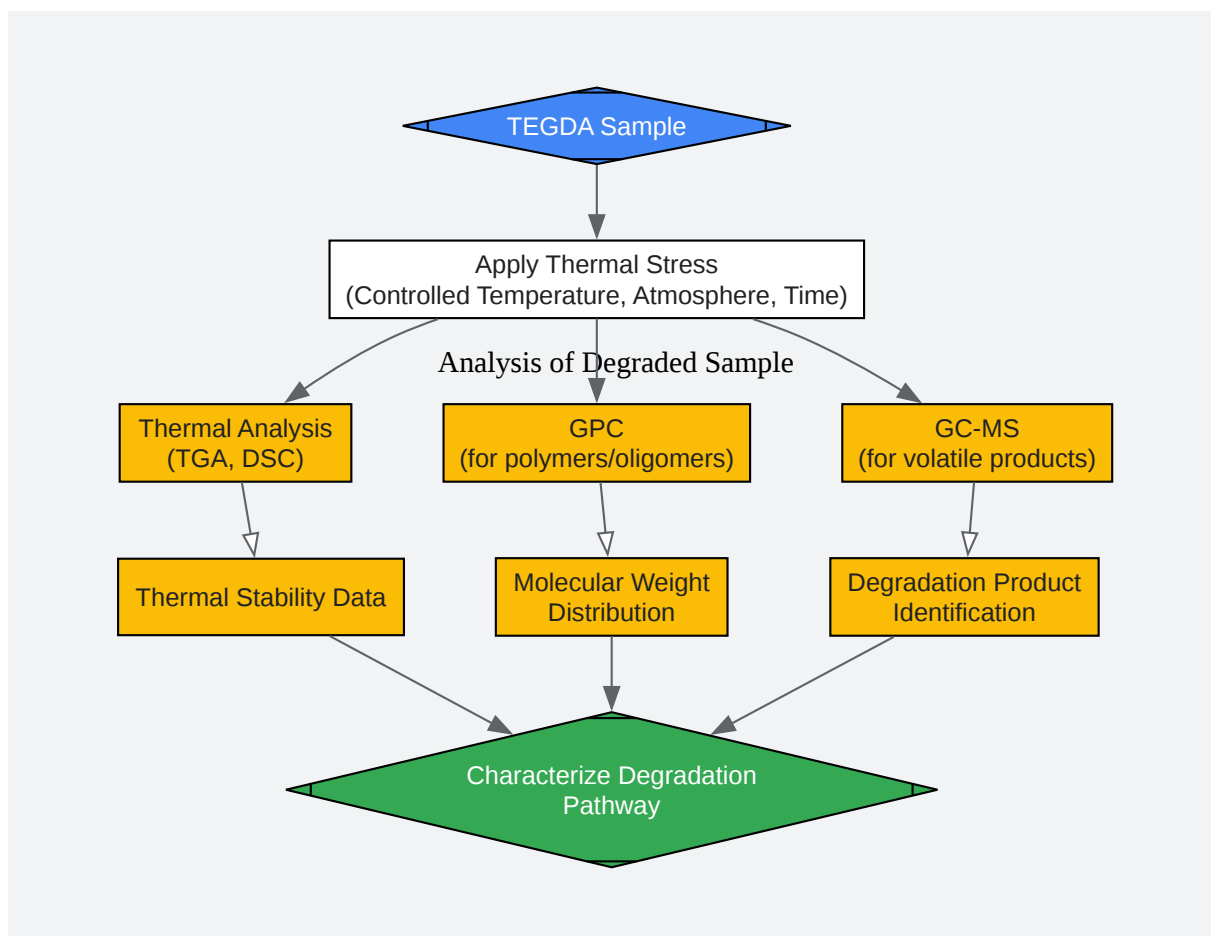 TEGDA Sample
Apply Thermal Stress
(Controlled Temperature, Atmosphere, Time)
Analysis of Degraded Sample
Thermal Analysis
(TGA, DSC)
GPC
(for polymers/oligomers)
GC-MS
(for volatile products)
Thermal Stability Data
Molecular Weight
Distribution
Degradation Product
Identification
Characterize Degradation
Pathway